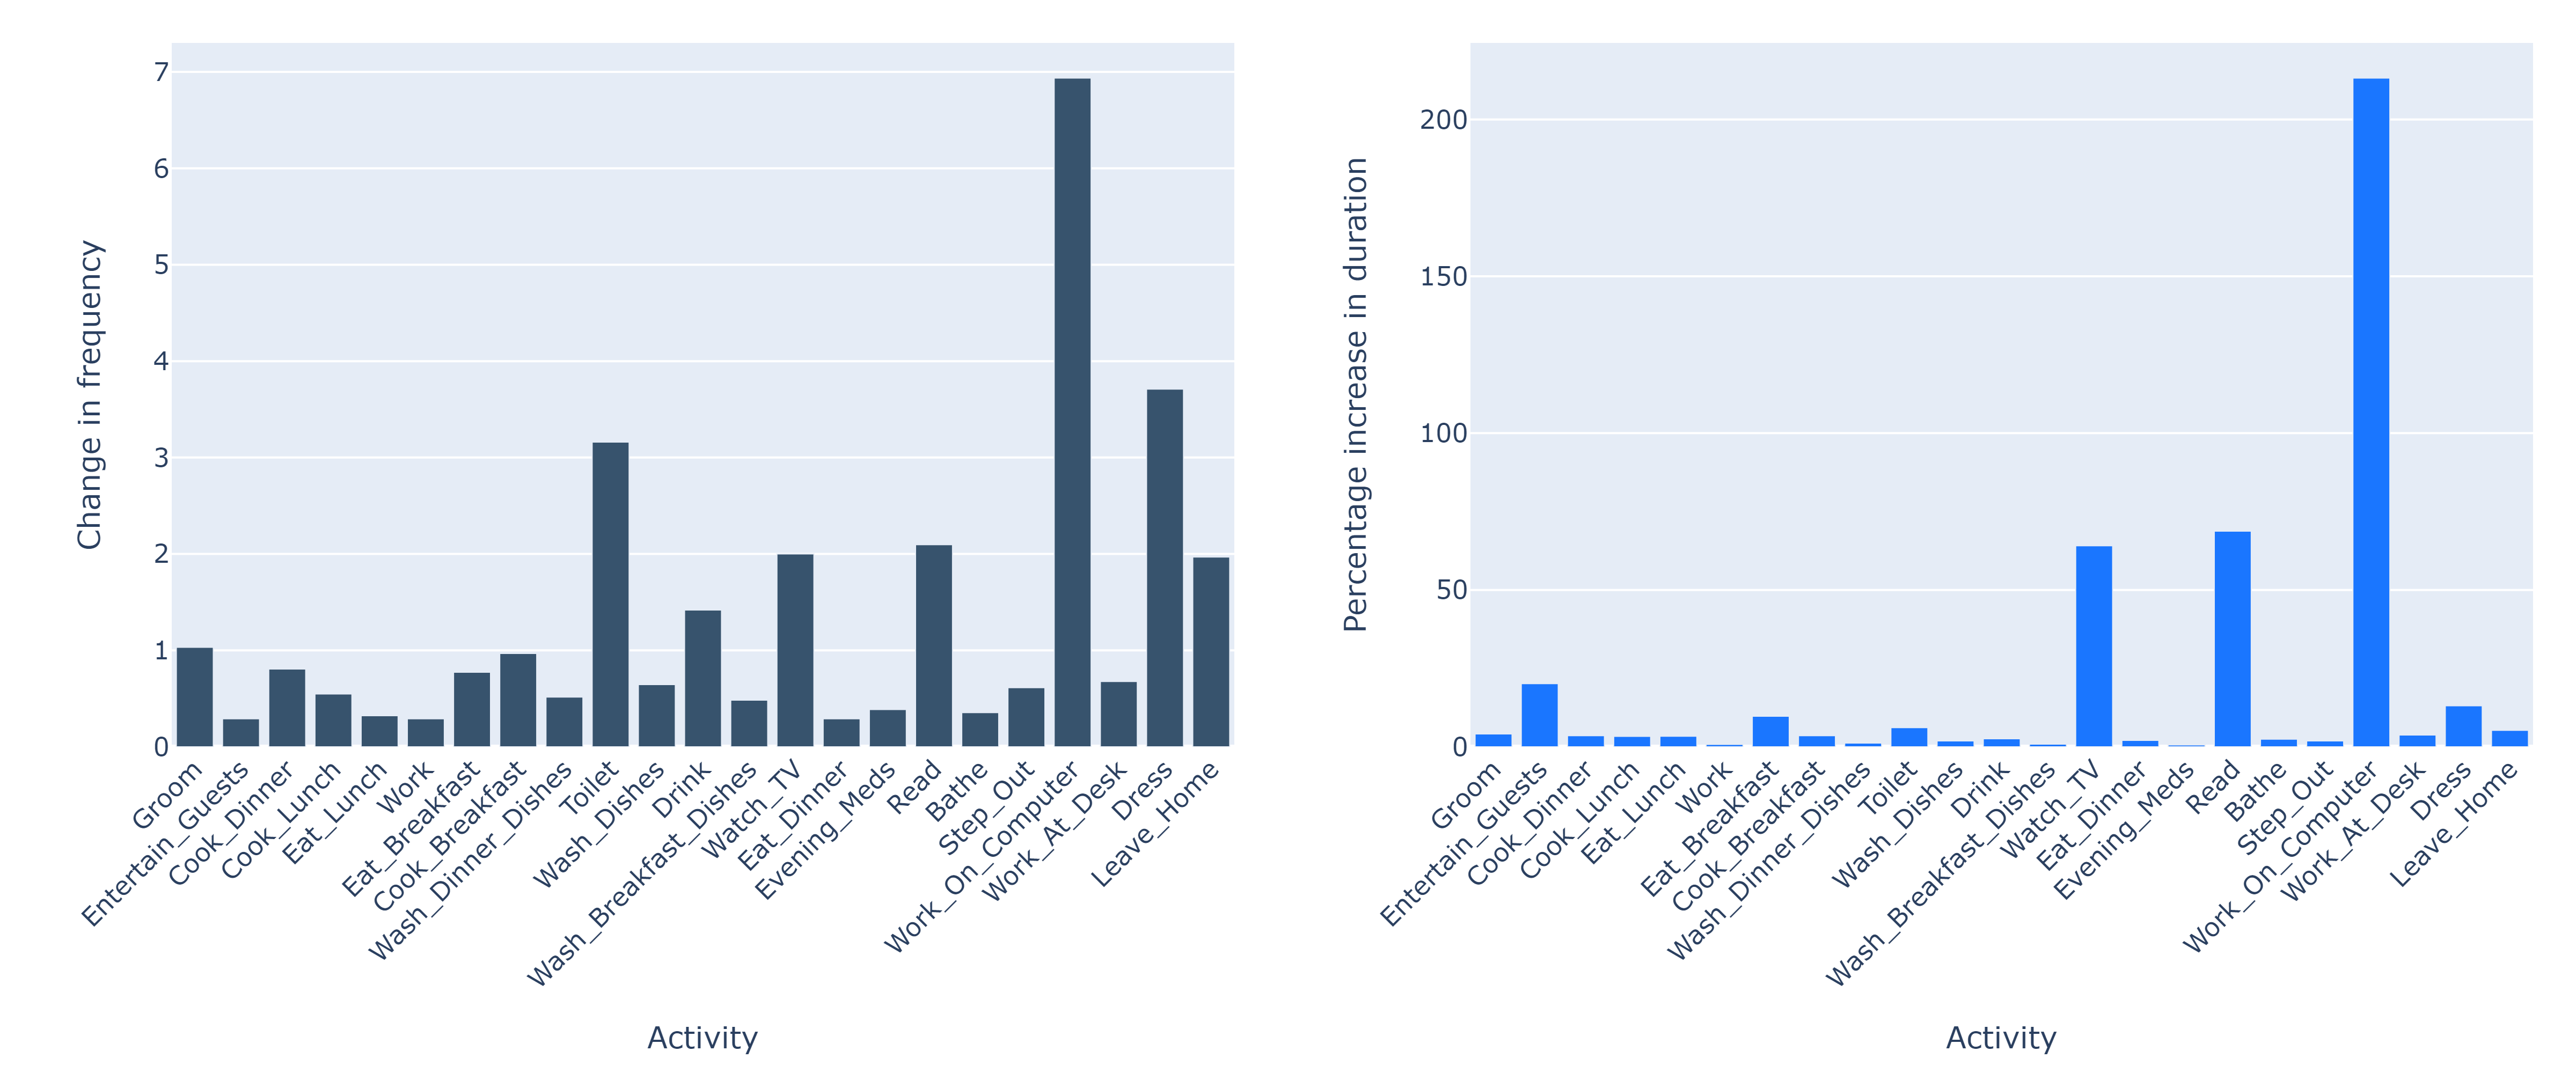 Change in frequency
7
6
5
4
3
2
1
0
Groom
Entertain_Guests
Cook_Dinner
Cook_Lunch
Eat_Lunch
Work
Eat_Breakfast
Cook_Breakfast
Wash_Dinner_Dishes
Toilet
Wash_Dishes
Drink
Wash_Breakfast_Dishes
Watch_TV
Eat_Dinner
Evening_Meds
Read
Bathe
Step_Out
Work_On_Computer
Work_At_Desk
Dress
Leave_Home
Activity
Percentage increase in duration
200
150
100
50
0
Groom
Entertain_Guests
Cook_Dinner
Cook_Lunch
Eat_Lunch
Work
Eat_Breakfast
Cook_Breakfast
Wash_Dinner_Dishes
Toilet
Wash_Dishes
Drink
Wash_Breakfast_Dishes
Watch_TV
Eat_Dinner
Evening_Meds
Read
Bathe
Step_Out
Work_On_Computer
Work_At_Desk
Dress
Leave_Home
Activity